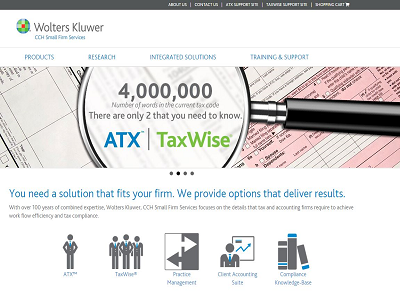 ABOUT US | CONTACT US | ATX SUPPORT SITE | TAXWISE SUPPORT SITE | SHOPPING CART
Wolters Kluwer
CCH Small Firm Services
PRODUCTS RESEARCH INTEGRATED SOLUTIONS TRAINING & SUPPORT
4,000,000
Number of words in the current tax code
There are only 2 that you need to know.
ATX™ | TaxWise®
You need a solution that fits your firm. We provide options that deliver results.
With over 100 years of combined expertise, Wolters Kluwer, CCH Small Firm Services focuses on the details that tax and accounting firms require to achieve
work flow efficiency and tax compliance.
ATX™ TaxWise® Practice Management Client Accounting Suite Compliance Knowledge-Base